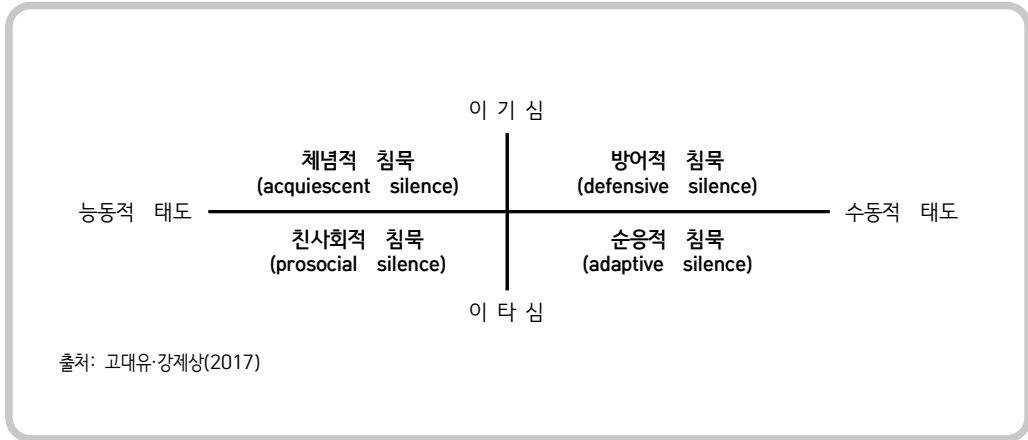 이 기 심
체념적 침묵 방어적 침묵
(acquiescent silence) (defensive silence)
능동적 태도 수동적 태도
친사회적 침묵 순응적 침묵
(prosocial silence) (adaptive silence)
이 타 심
출처: 고대유·강제상(2017)